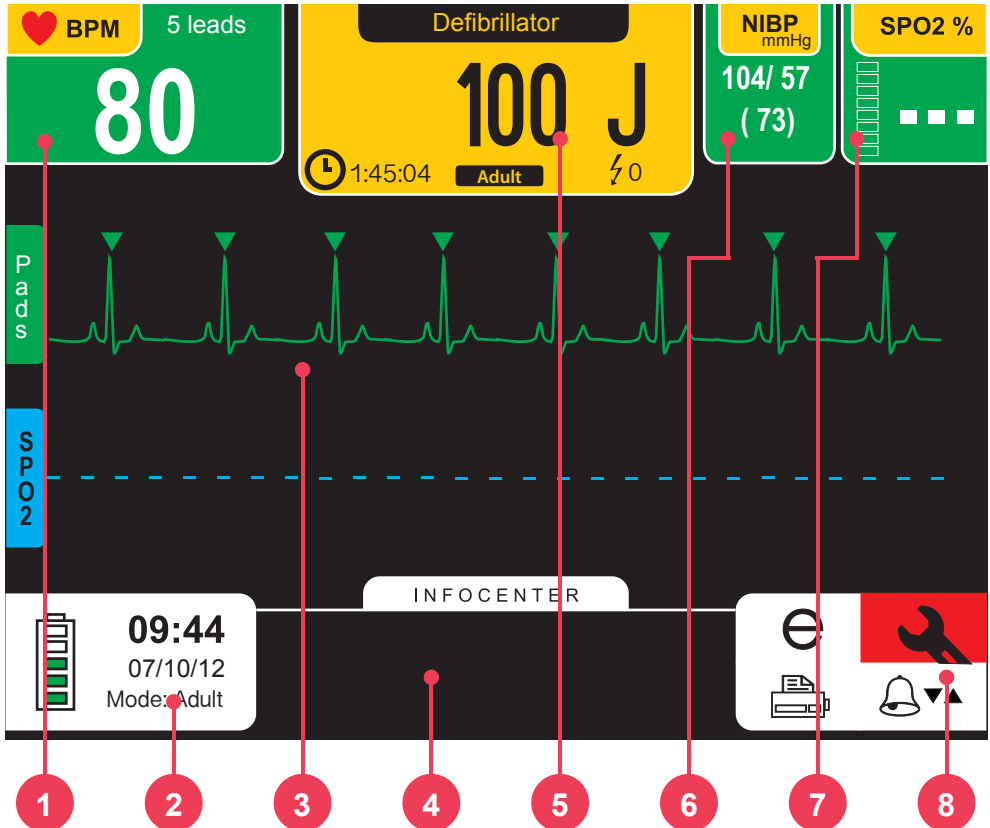 BPM
5 leads
80
Defibrillator
100 J
1:45:04
Adult
0
NIBP
mmHg
104/ 57
( 73)
SPO2 %
---
Pads
SPO2
INFOCENTER
09:44
07/10/12
Mode: Adult
e
1 2 3 4 5 6 7 8